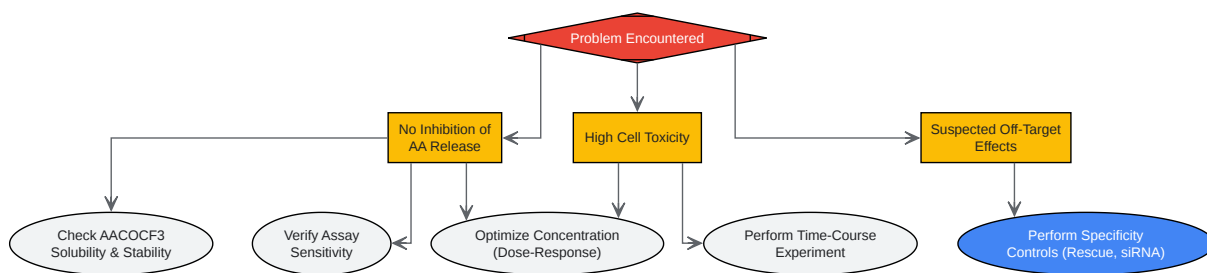 Problem Encountered
No Inhibition of
AA Release
High Cell Toxicity
Suspected Off-Target
Effects
Check AACOCF3
Solubility & Stability
Verify Assay
Sensitivity
Optimize Concentration
(Dose-Response)
Perform Time-Course
Experiment
Perform Specificity
Controls (Rescue, siRNA)